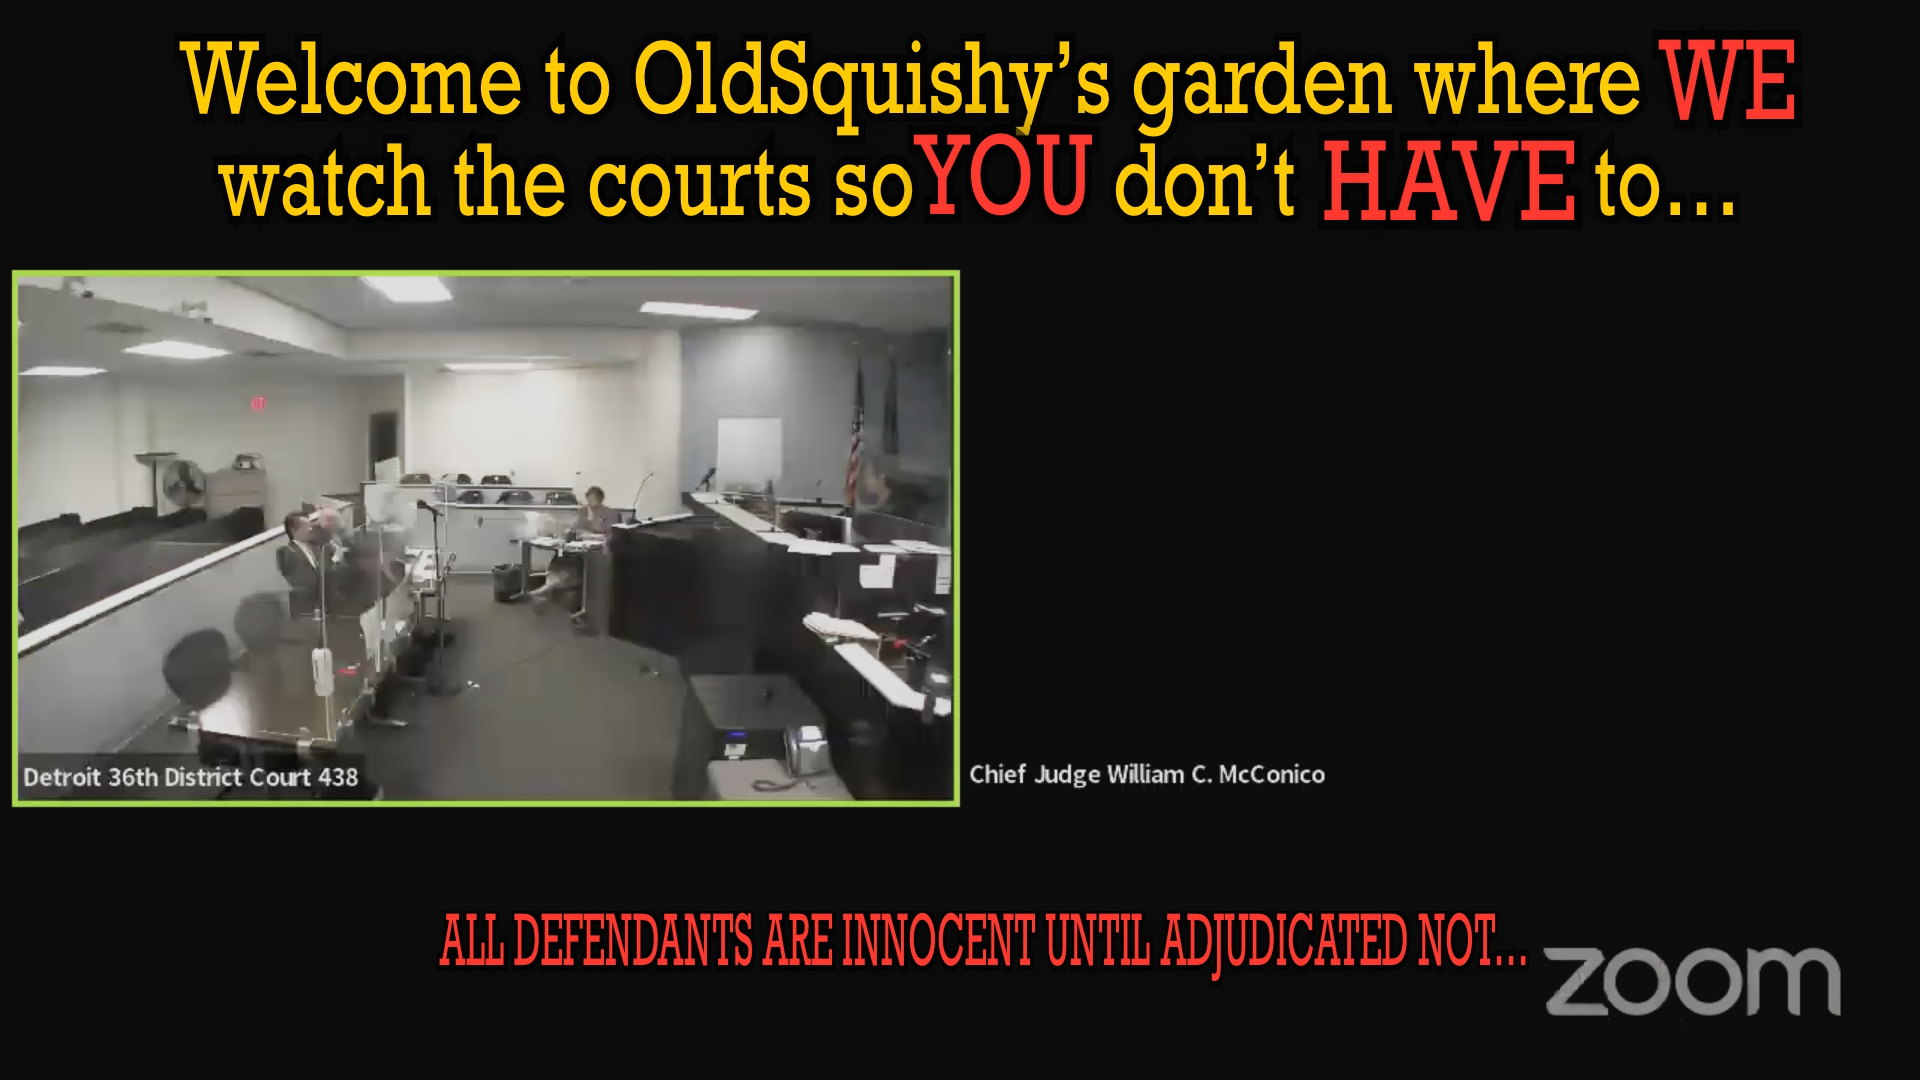 Welcome to OldSquishy's garden where WE
watch the courts so YOU don't HAVE to...
Detroit 36th District Court 438
Chief Judge William C. McConico
ALL DEFENDANTS ARE INNOCENT UNTIL ADJUDICATED NOT...
zoom